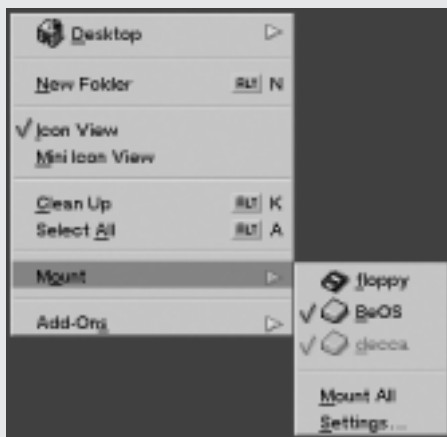 Desktop
New Folder ALT N
Icon View
Mini Icon View
Clean Up ALT K
Select All ALT A
Mount
Add-Ons
floppy
BeOS
decca
Mount All
Settings...